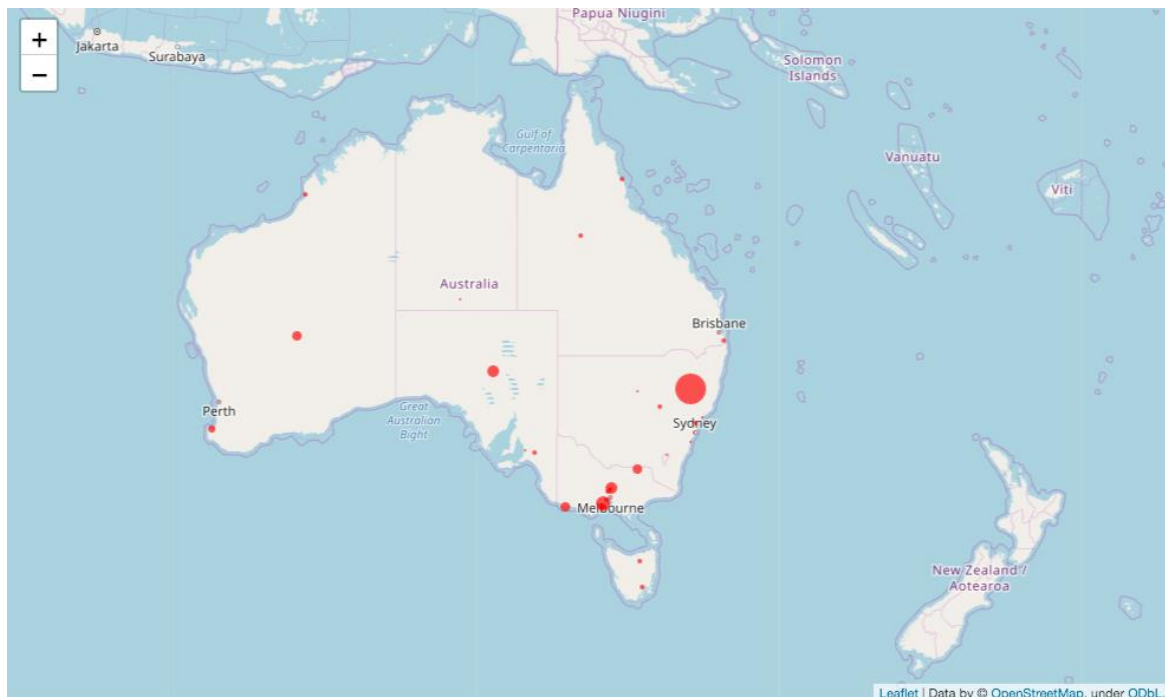 Papua Niugini
+
−
Jakarta
Surabaya
Solomon
Islands
Gulf of
Carpentaria
Vanuatu
Viti
Australia
Brisbane
Great
Australian
Bight
Perth
Sydney
Melbourne
New Zealand /
Aotearoa
Leaflet | Data by © OpenStreetMap, under ODbL.